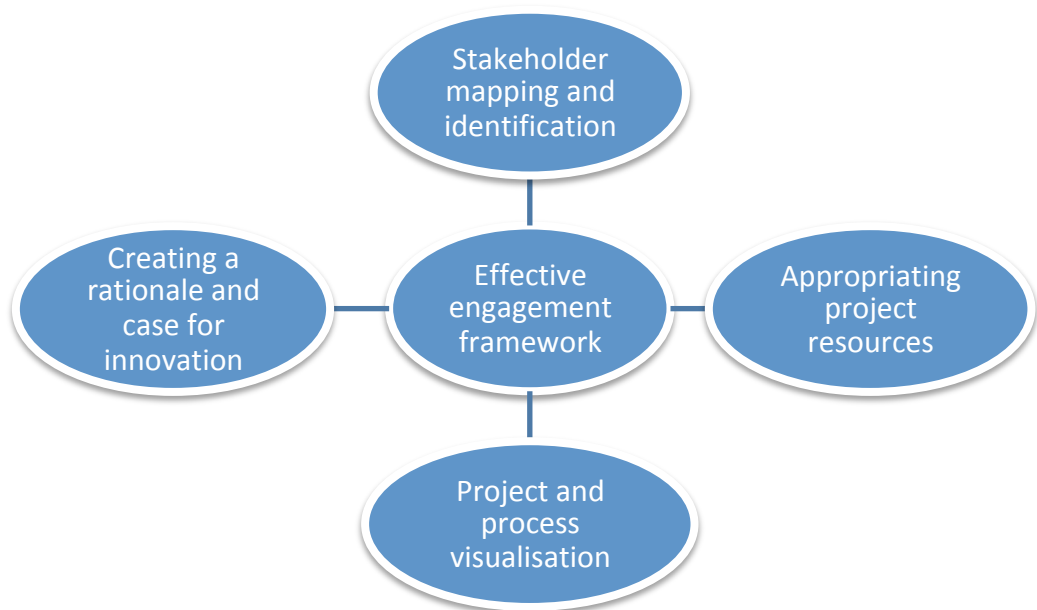 Stakeholder
mapping and
identification
Creating a
rationale and
case for
innovation
Effective
engagement
framework
Appropriating
project
resources
Project and
process
visualisation